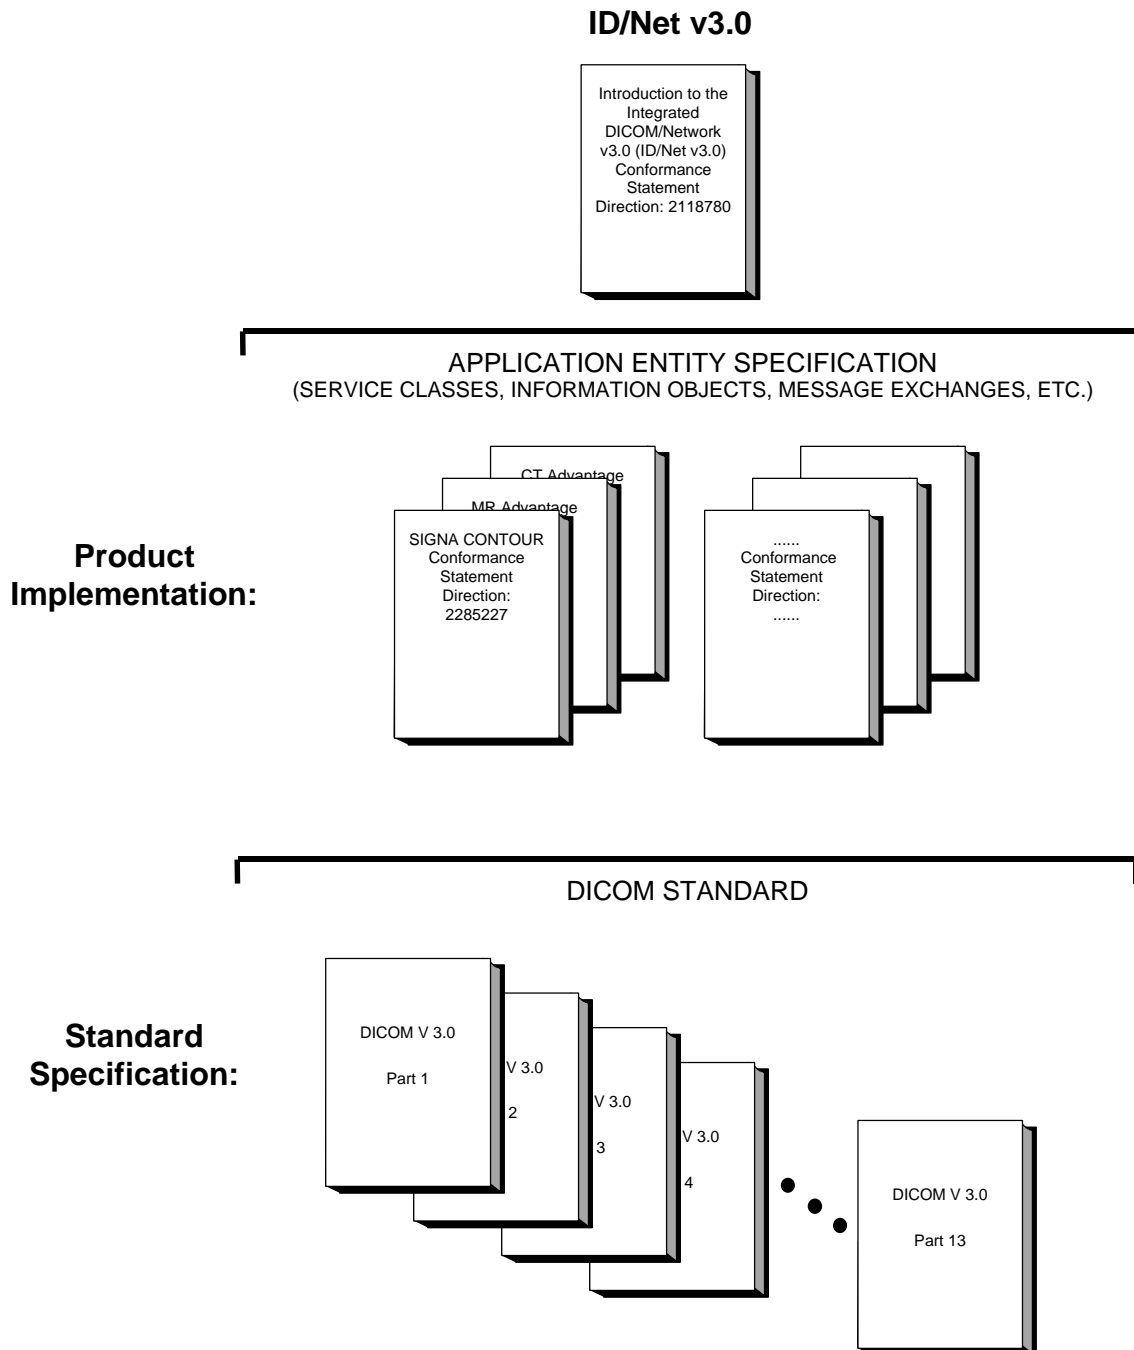 ID/Net v3.0
Introduction to the
Integrated
DICOM/Network
v3.0 (ID/Net v3.0)
Conformance
Statement
Direction: 2118780
APPLICATION ENTITY SPECIFICATION
(SERVICE CLASSES, INFORMATION OBJECTS, MESSAGE EXCHANGES, ETC.)
Product
Implementation:
CT Advantage
MR Advantage
SIGNA CONTOUR
Conformance
Statement
Direction:
2285227
......
Conformance
Statement
Direction:
......
DICOM STANDARD
Standard
Specification:
DICOM V 3.0
Part 1
V 3.0
2
V 3.0
3
V 3.0
4
DICOM V 3.0
Part 13